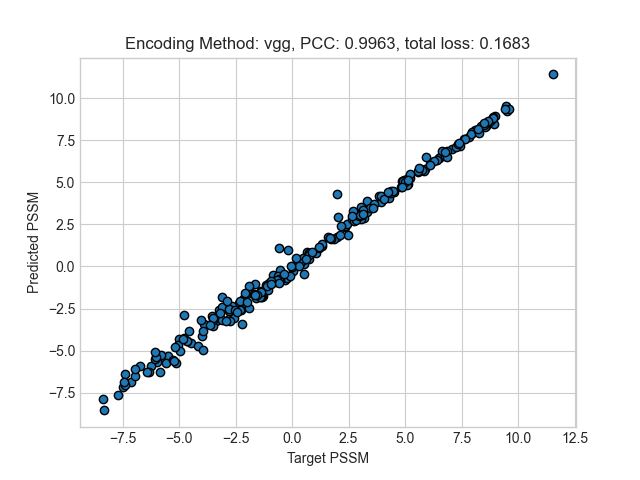 Encoding Method: vgg, PCC: 0.9963, total loss: 0.1683
Predicted PSSM
10.0
7.5
5.0
2.5
0.0
−2.5
−5.0
−7.5
−7.5 −5.0 −2.5 0.0 2.5 5.0 7.5 10.0 12.5
Target PSSM